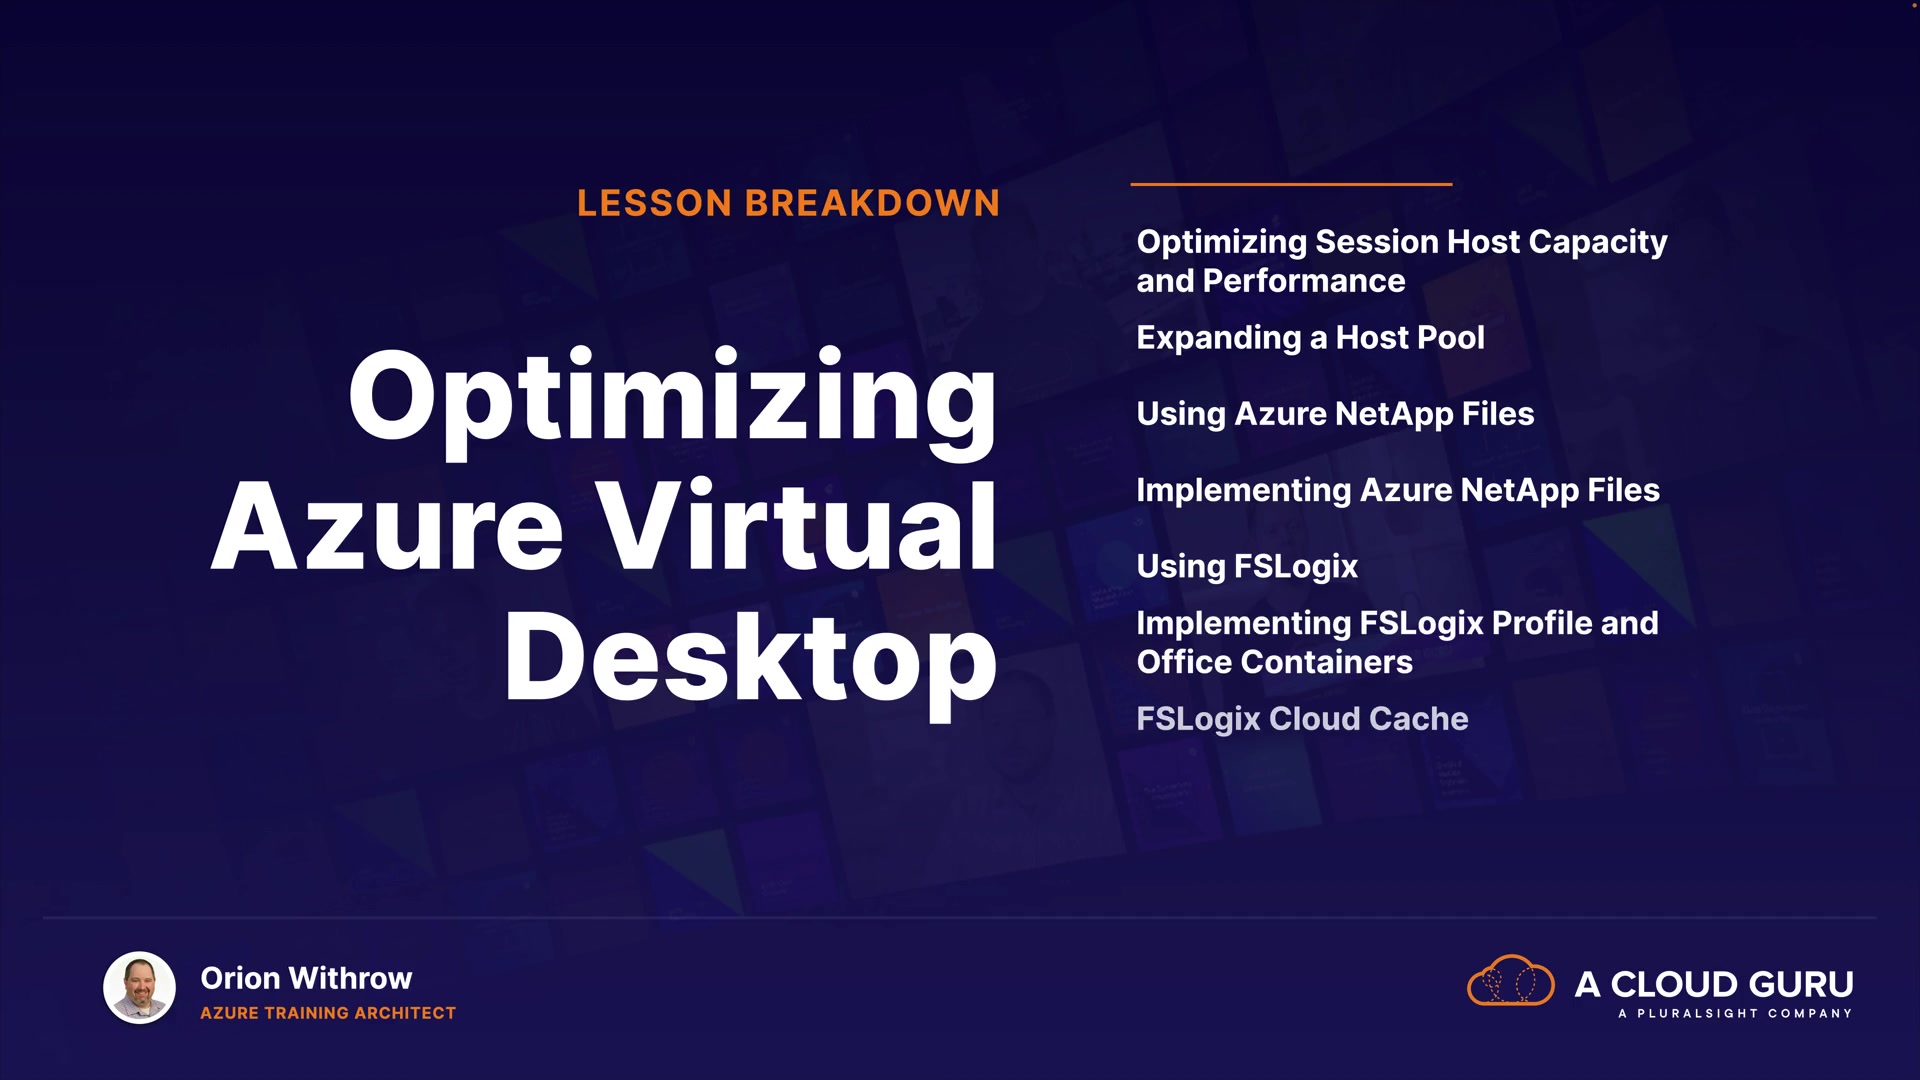 LESSON BREAKDOWN
Optimizing
Azure Virtual
Desktop
Optimizing Session Host Capacity
and Performance
Expanding a Host Pool
Using Azure NetApp Files
Implementing Azure NetApp Files
Using FSLogix
Implementing FSLogix Profile and
Office Containers
FSLogix Cloud Cache
Orion Withrow
AZURE TRAINING ARCHITECT
A CLOUD GURU
A PLURALSIGHT COMPANY